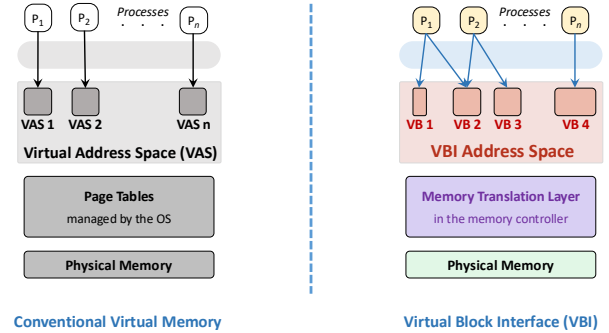 Processes
P1 P2 . . . Pn
VAS 1 VAS 2 VAS n
Virtual Address Space (VAS)
Page Tables
managed by the OS
Physical Memory
Conventional Virtual Memory
Processes
P1 P2 . . . Pn
VB 1 VB 2 VB 3 VB 4
VBI Address Space
Memory Translation Layer
in the memory controller
Physical Memory
Virtual Block Interface (VBI)